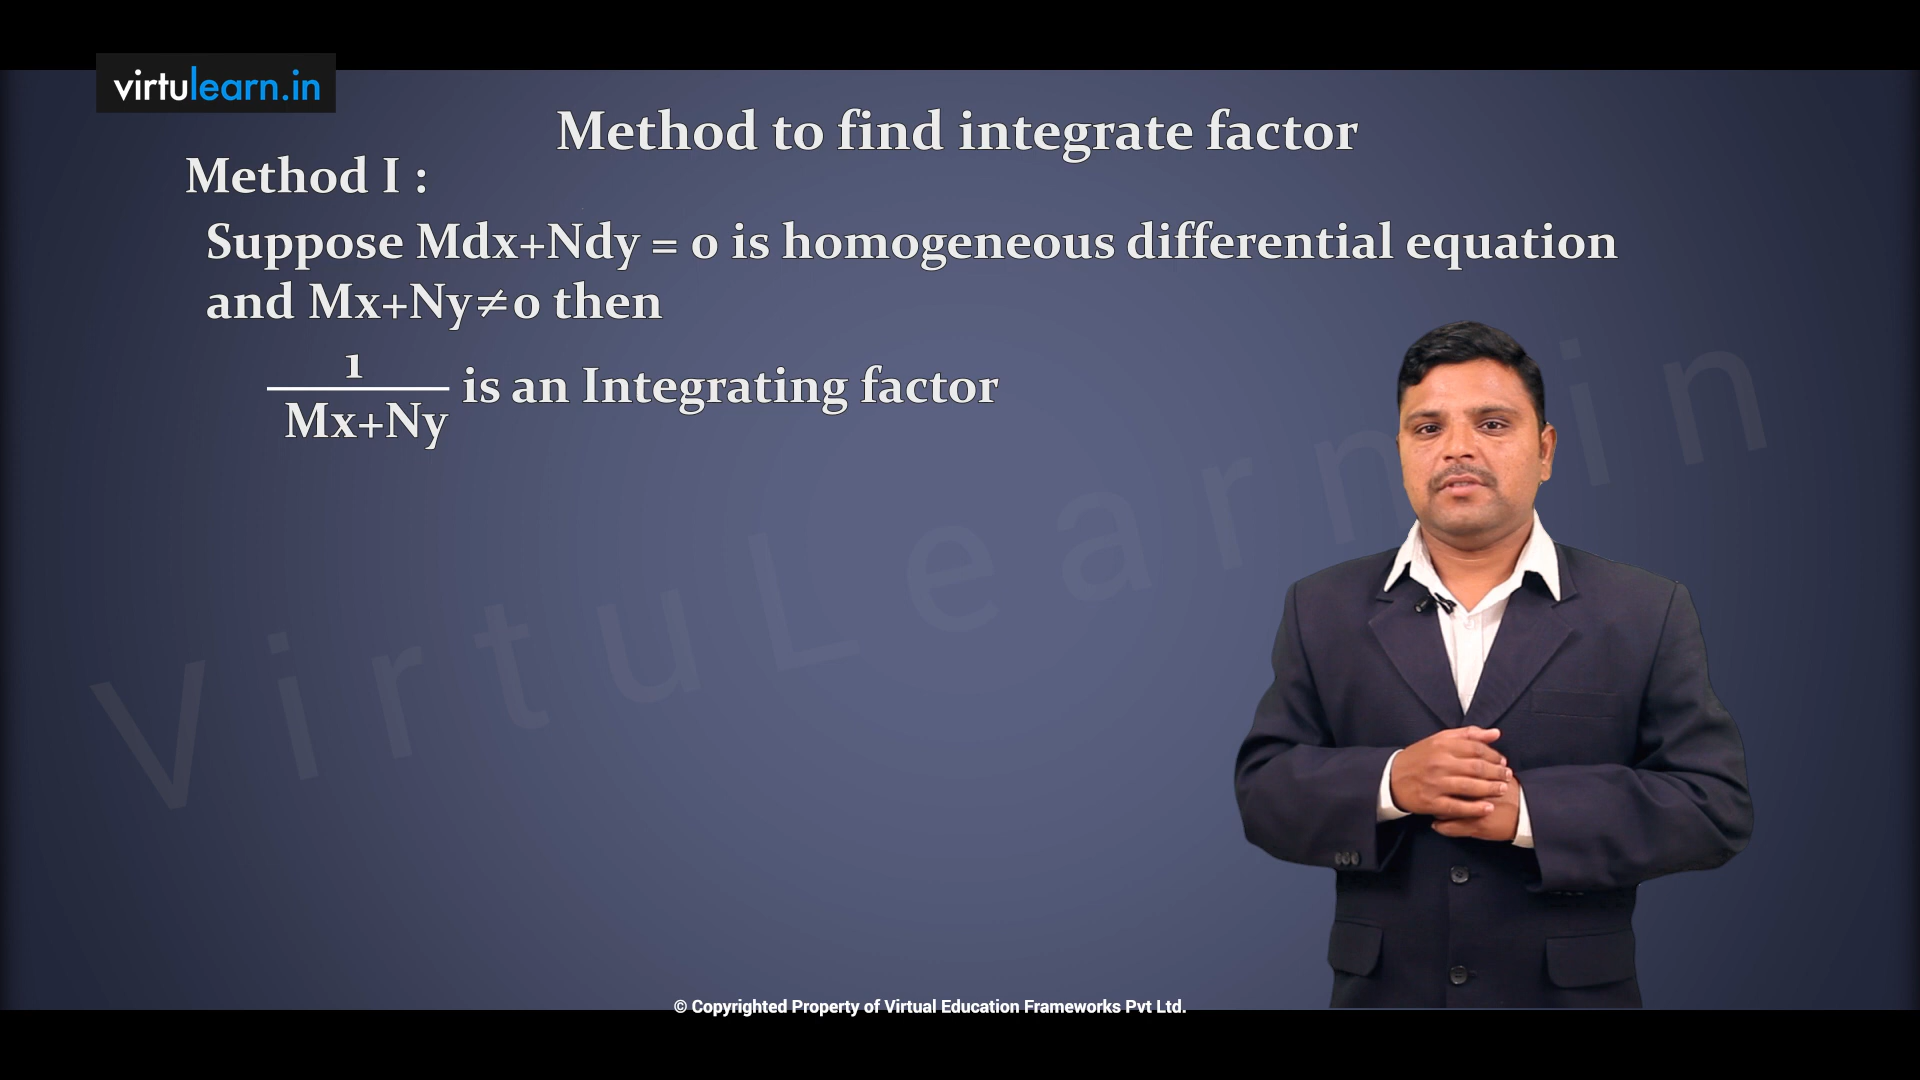 virtulearn.in
Method to find integrate factor
Method I :
Suppose Mdx+Ndy = 0 is homogeneous differential equation
and Mx+Ny≠0 then
1
is an Integrating factor
Mx+Ny
VirtuLearn.in
© Copyrighted Property of Virtual Education Frameworks Pvt Ltd.